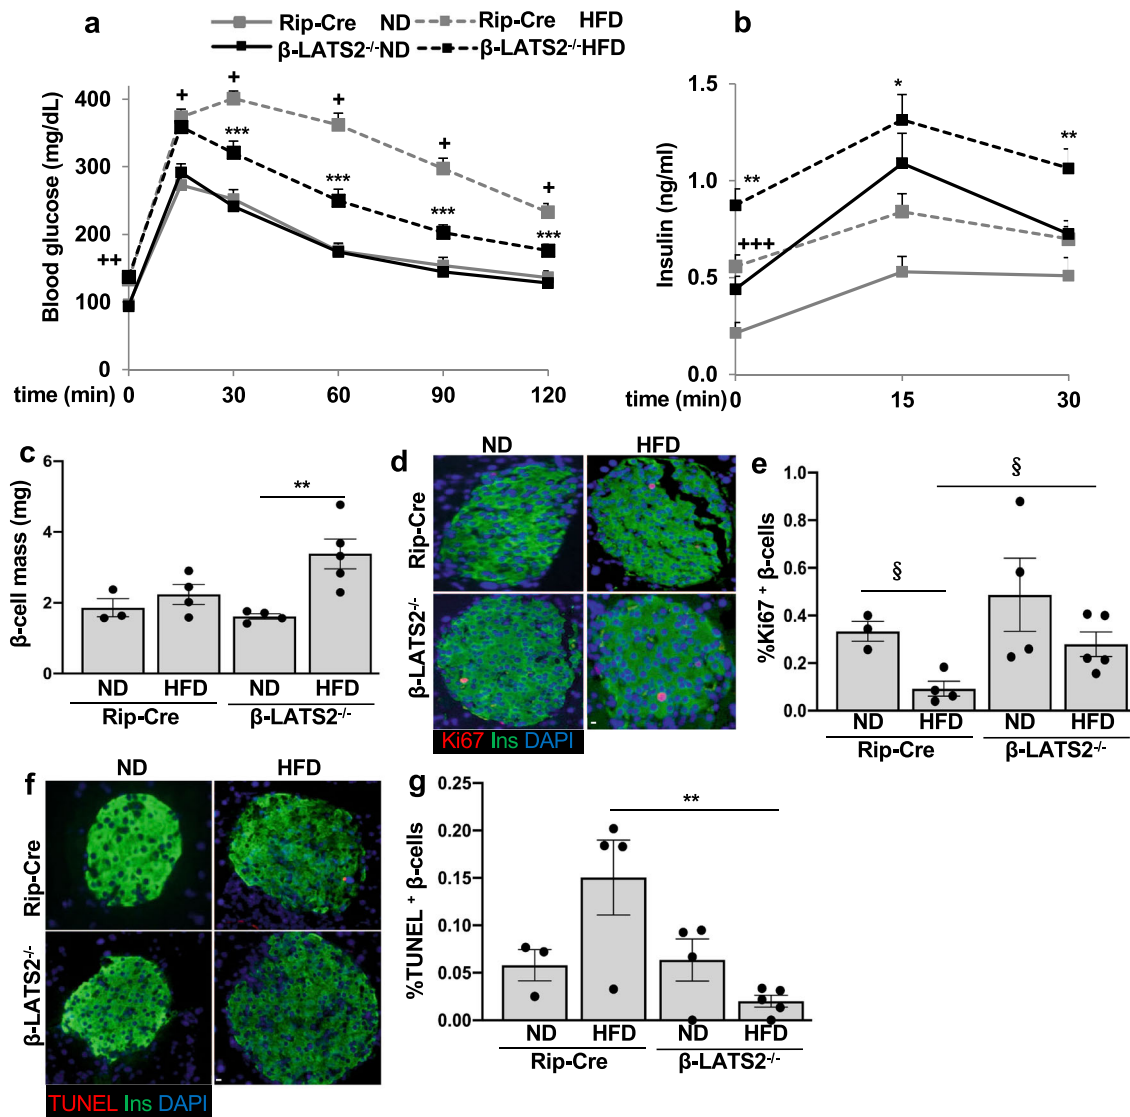 a
Rip-Cre ND Rip-Cre HFD
β-LATS2-/- ND β-LATS2-/- HFD
Blood glucose (mg/dL)
400
300
200
100
0
++
+
+
+
+
+
***
***
***
***
time (min) 0 30 60 90 120
b
Insulin (ng/ml)
1.5
1.0
0.5
0.0
**
+++
*
**
time (min)
0 15 30
c
β-cell mass (mg)
6
4
2
0
**
ND HFD ND HFD
Rip-Cre β-LATS2-/-
d
ND HFD
Rip-Cre
β-LATS2-/-
Ki67 Ins DAPI
e
%Ki67+ β-cells
1.0
0.8
0.6
0.4
0.2
0.0
§
§
ND HFD ND HFD
Rip-Cre β-LATS2-/-
f
ND HFD
Rip-Cre
β-LATS2-/-
TUNEL Ins DAPI
g
%TUNEL+ β-cells
0.25
0.20
0.15
0.10
0.05
0.00
**
ND HFD ND HFD
Rip-Cre β-LATS2-/-